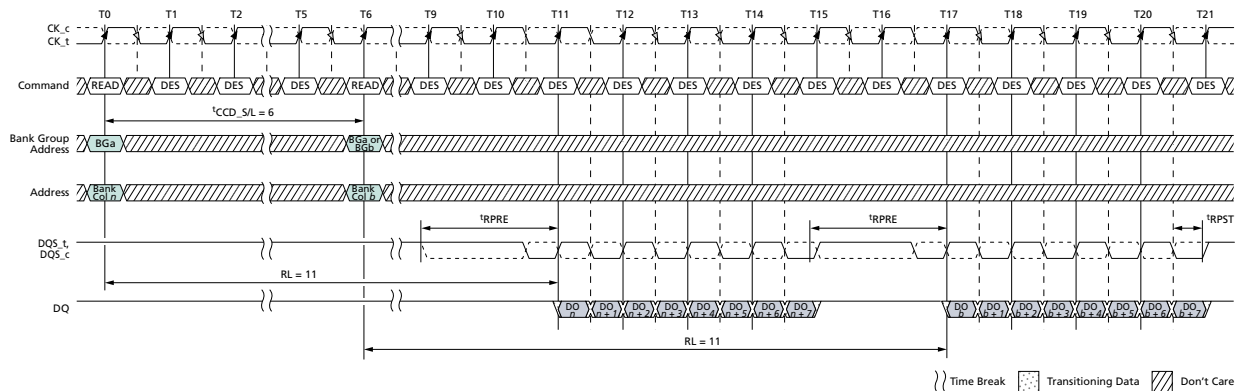 T0 T1 T2 T5 T6 T9 T10 T11 T12 T13 T14 T15 T16 T17 T18 T19 T20 T21
CK_c
CK_t
Command READ DES DES DES READ DES DES DES DES DES DES DES DES DES DES DES DES DES
tCCD_S/L = 6
Bank Group
Address
BGa
BGa or
BGb
Address
Bank
Col n
Bank
Col b
tRPRE tRPRE tRPST
DQS_t,
DQS_c
RL = 11
DQ
DO
n
DO
n + 1
DO
n + 2
DO
n + 3
DO
n + 4
DO
n + 5
DO
n + 6
DO
n + 7
DO
b
DO
b + 1
DO
b + 2
DO
b + 3
DO
b + 4
DO
b + 5
DO
b + 6
DO
b + 7
RL = 11
Time Break Transitioning Data Don't Care